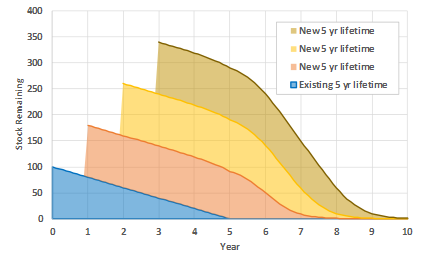 400
350
300
250
200
150
100
50
0
Stock Remaining
New 5 yr lifetime
New 5 yr lifetime
New 5 yr lifetime
Existing 5 yr lifetime
0 1 2 3 4 5 6 7 8 9 10
Year